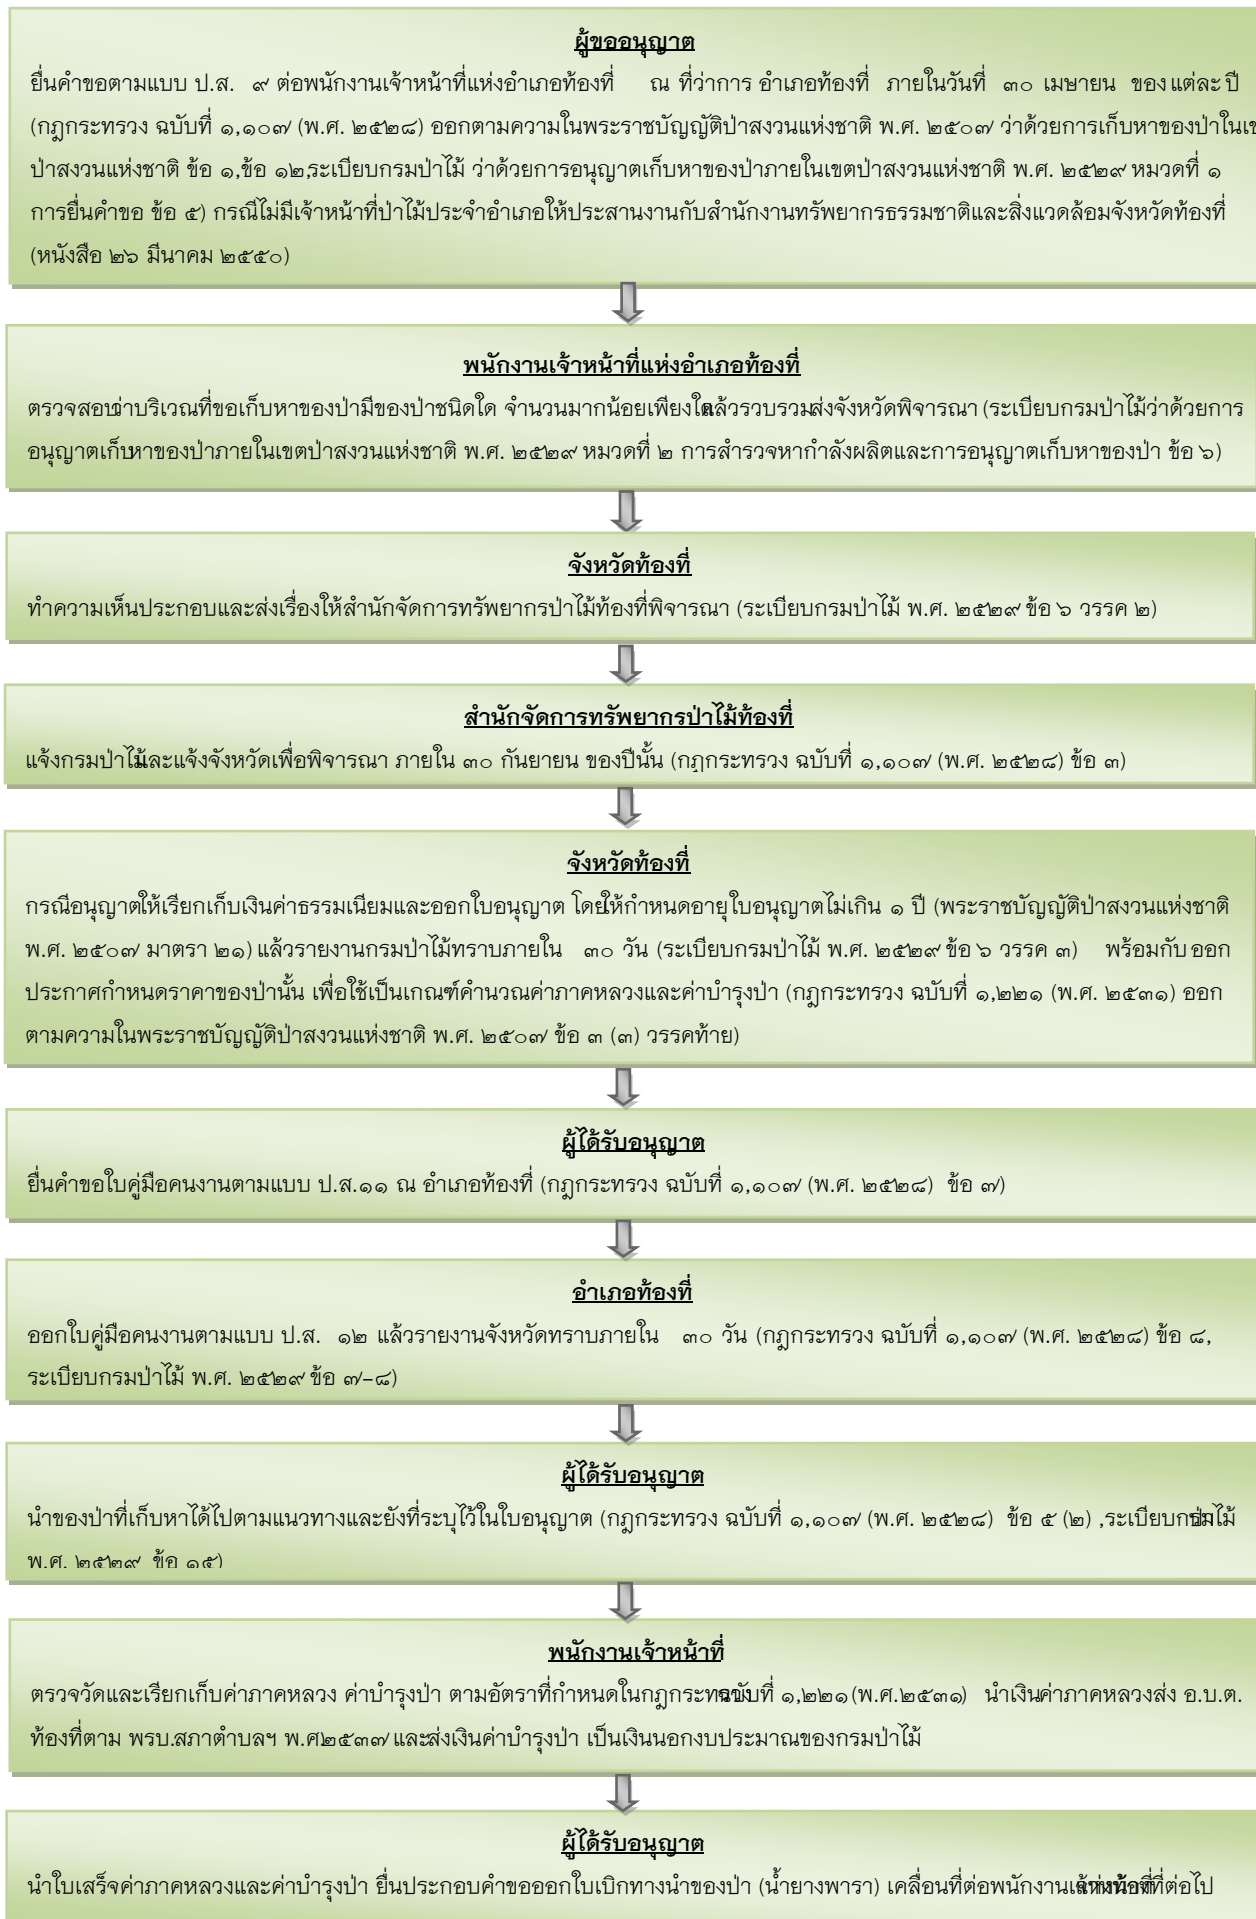 ผู้ขออนุญาต
ยื่นคำขอตามแบบ ป.ส. ๙ ต่อพนักงานเจ้าหน้าที่แห่งอำเภอท้องที่ ณ ที่ว่าการ อำเภอท้องที่ ภายในวันที่ ๓๐ เมษายน ของ แต่ละ ปี
(กฎกระทรวง ฉบับที่ ๑,๑๐๗ (พ.ศ. ๒๕๒๘) ออกตามความในพระราชบัญญัติป่าสงวนแห่งชาติ พ.ศ. ๒๕๐๗ ว่าด้วยการเก็บหาของป่าในเข
ป่าสงวนแห่งชาติ ข้อ ๑,ข้อ ๑๒,ระเบียบกรมป่าไม้ ว่าด้วยการอนุญาตเก็บหาของป่าภายในเขตป่าสงวนแห่งชาติ พ.ศ. ๒๕๒๙ หมวดที่ ๑
การยื่นคำขอ ข้อ ๕) กรณีไม่มีเจ้าหน้าที่ป่าไม้ประจำอำเภอให้ประสานงานกับสำนักงานทรัพยากรธรรมชาติและสิ่งแวดล้อมจังหวัดท้องที่
(หนังสือ ๒๖ มีนาคม ๒๕๕๐)
พนักงานเจ้าหน้าที่แห่งอำเภอท้องที่
ตรวจสอบว่าบริเวณที่ขอเก็บหาของป่ามีของป่าชนิดใด จำนวนมากน้อยเพียงใดแล้วรวบรวมส่งจังหวัดพิจารณา (ระเบียบกรมป่าไม้ว่าด้วยการ
อนุญาตเก็บหาของป่าภายในเขตป่าสงวนแห่งชาติ พ.ศ. ๒๕๒๙ หมวดที่ ๒ การสำรวจหากำลังผลิตและการอนุญาตเก็บหาของป่า ข้อ ๖)
จังหวัดท้องที่
ทำความเห็นประกอบและส่งเรื่องให้สำนักจัดการทรัพยากรป่าไม้ท้องที่พิจารณา (ระเบียบกรมป่าไม้ พ.ศ. ๒๕๒๙ ข้อ ๖ วรรค ๒)
สำนักจัดการทรัพยากรป่าไม้ท้องที่
แจ้งกรมป่าไม้และแจ้งจังหวัดเพื่อพิจารณา ภายใน ๓๐ กันยายน ของปีนั้น (กฎกระทรวง ฉบับที่ ๑,๑๐๗ (พ.ศ. ๒๕๒๘) ข้อ ๓)
จังหวัดท้องที่
กรณีอนุญาตให้เรียกเก็บเงินค่าธรรมเนียมและออกใบอนุญาต โดยให้กำหนดอายุใบอนุญาตไม่เกิน ๑ ปี (พระราชบัญญัติป่าสงวนแห่งชาติ
พ.ศ. ๒๕๐๗ มาตรา ๒๑) แล้วรายงานกรมป่าไม้ทราบภายใน ๓๐ วัน (ระเบียบกรมป่าไม้ พ.ศ. ๒๕๒๙ ข้อ ๖ วรรค ๓) พร้อมกับ ออก
ประกาศกำหนดราคาของป่านั้น เพื่อใช้เป็นเกณฑ์คำนวณค่าภาคหลวงและค่าบำรุงป่า (กฎกระทรวง ฉบับที่ ๑,๒๒๑ (พ.ศ. ๒๕๓๑) ออก
ตามความในพระราชบัญญัติป่าสงวนแห่งชาติ พ.ศ. ๒๕๐๗ ข้อ ๓ (๓) วรรคท้าย)
ผู้ได้รับอนุญาต
ยื่นคำขอใบคู่มือคนงานตามแบบ ป.ส.๑๑ ณ อำเภอท้องที่ (กฎกระทรวง ฉบับที่ ๑,๑๐๗ (พ.ศ. ๒๕๒๘) ข้อ ๗)
อำเภอท้องที่
ออกใบคู่มือคนงานตามแบบ ป.ส. ๑๒ แล้วรายงานจังหวัดทราบภายใน ๓๐ วัน (กฎกระทรวง ฉบับที่ ๑,๑๐๗ (พ.ศ. ๒๕๒๘) ข้อ ๘,
ระเบียบกรมป่าไม้ พ.ศ. ๒๕๒๙ ข้อ ๗-๘)
ผู้ได้รับอนุญาต
นำของป่าที่เก็บหาได้ไปตามแนวทางและยังที่ระบุไว้ในใบอนุญาต (กฎกระทรวง ฉบับที่ ๑,๑๐๗ (พ.ศ. ๒๕๒๘) ข้อ ๕ (๒) ,ระเบียบกรมป่าไม้
พ.ศ. ๒๕๒๙ ข้อ ๑๕)
พนักงานเจ้าหน้าที่
ตรวจวัดและเรียกเก็บค่าภาคหลวง ค่าบำรุงป่า ตามอัตราที่กำหนดในกฎกระทรวงฉบับที่ ๑,๒๒๑ (พ.ศ.๒๕๓๑) นำเงินค่าภาคหลวงส่ง อ.บ.ต.
ท้องที่ตาม พรบ.สภาตำบลฯ พ.ศ.๒๕๓๗ และส่งเงินค่าบำรุงป่า เป็นเงินนอกงบประมาณของกรมป่าไม้
ผู้ได้รับอนุญาต
นำใบเสร็จค่าภาคหลวงและค่าบำรุงป่า ยื่นประกอบคำขอออกใบเบิกทางนำของป่า (น้ำยางพารา) เคลื่อนที่ต่อพนักงานเจ้าหน้าที่ต่อไป